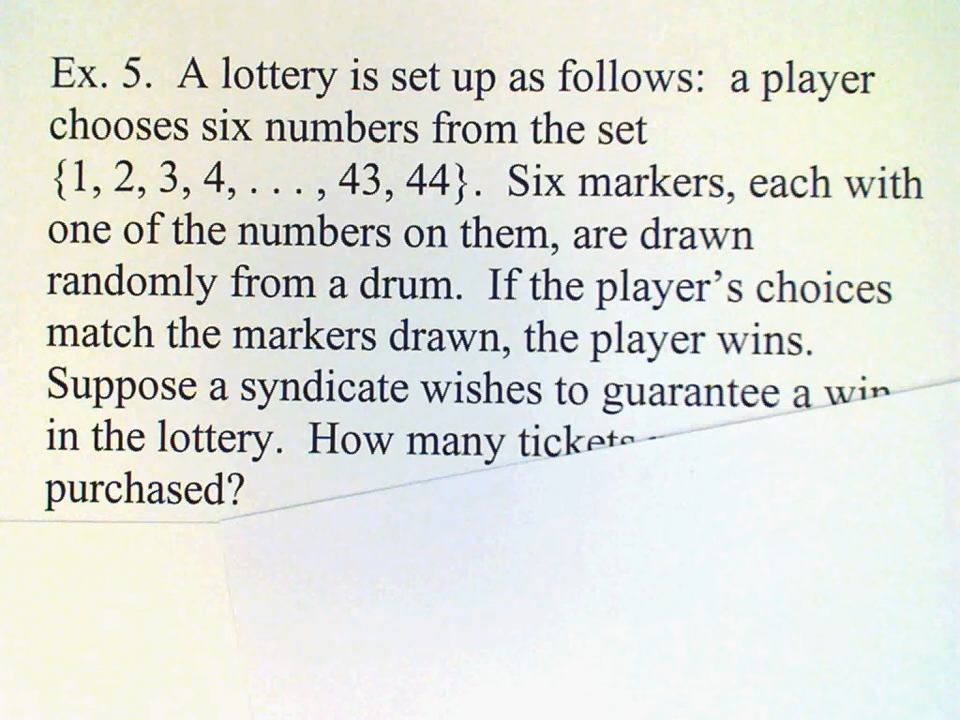 Ex. 5. A lottery is set up as follows: a player
chooses six numbers from the set
{1, 2, 3, 4, . . . , 43, 44}. Six markers, each with
one of the numbers on them, are drawn
randomly from a drum. If the player’s choices
match the markers drawn, the player wins.
Suppose a syndicate wishes to guarantee a win
in the lottery. How many tickets
purchased?